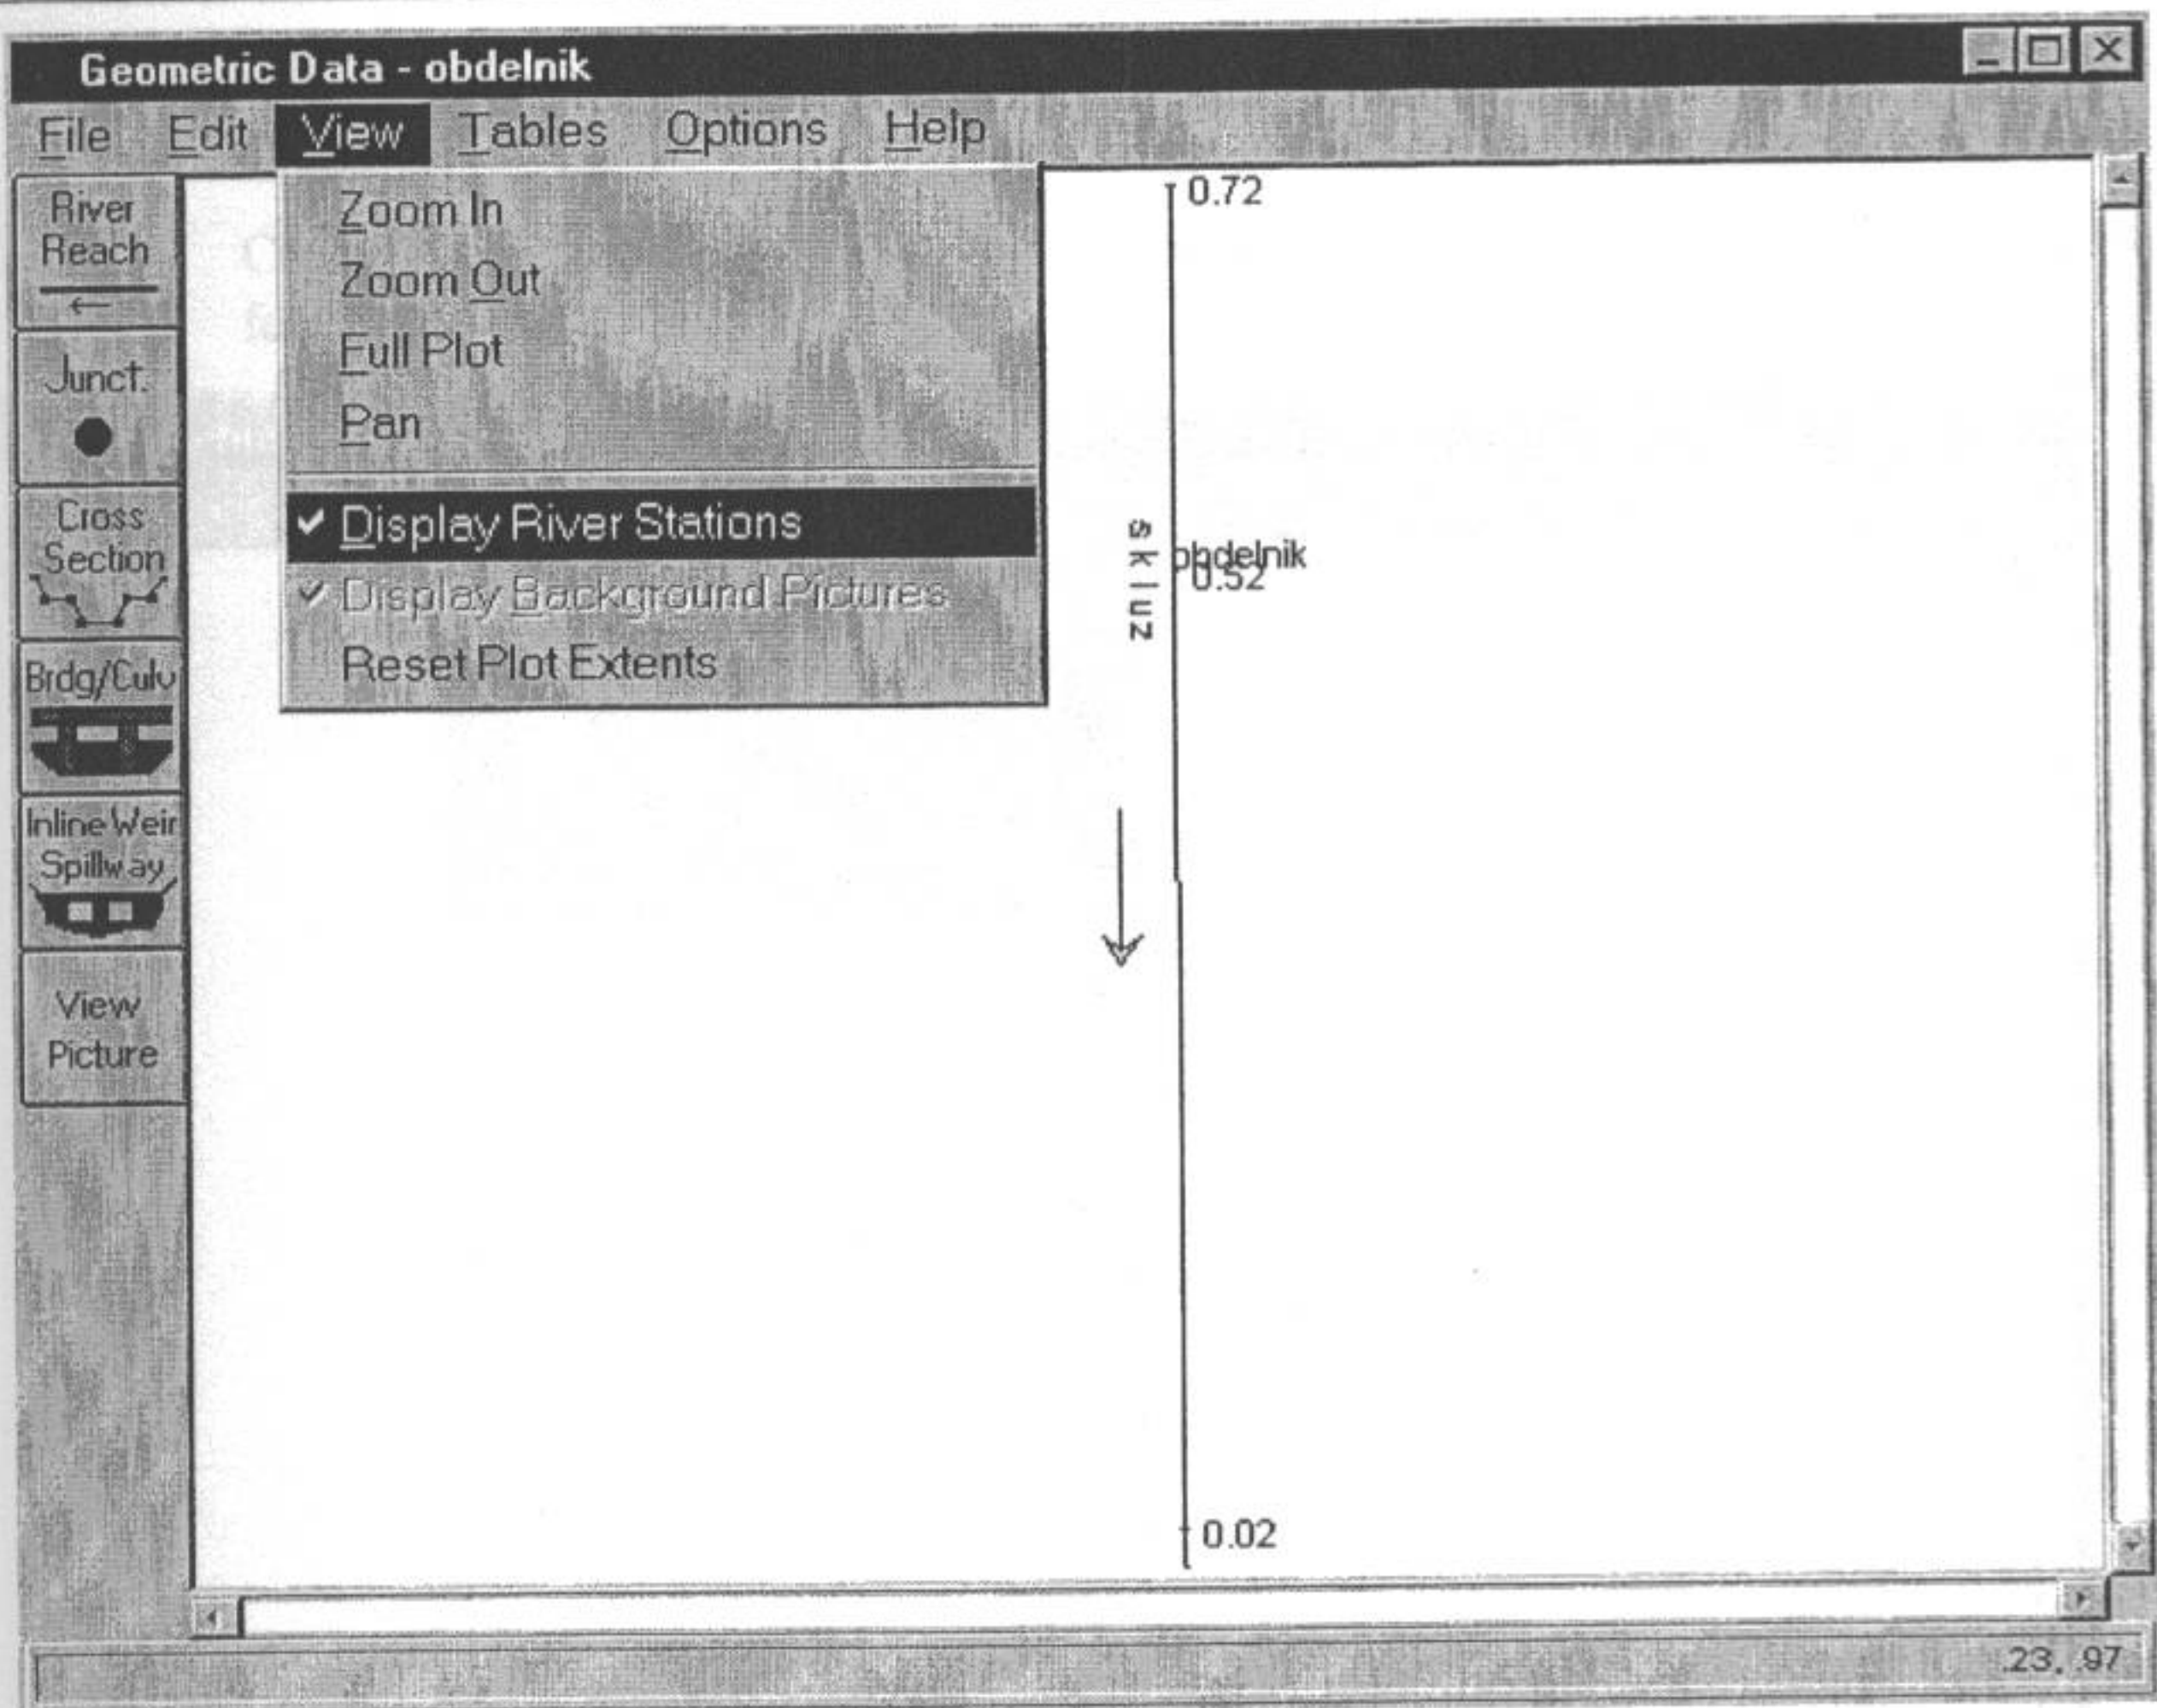 Geometric Data - obdelnik
File Edit View Tables Options Help
River
Reach
Junct.
Cross
Section
Brdg/Culv
Inline Weir
Spillway
View
Picture
Zoom In
Zoom Out
Full Plot
Pan
Display River Stations
Display Background Pictures
Reset Plot Extents
0.72
skluz
obdelnik
0.52
0.02
.23, .97